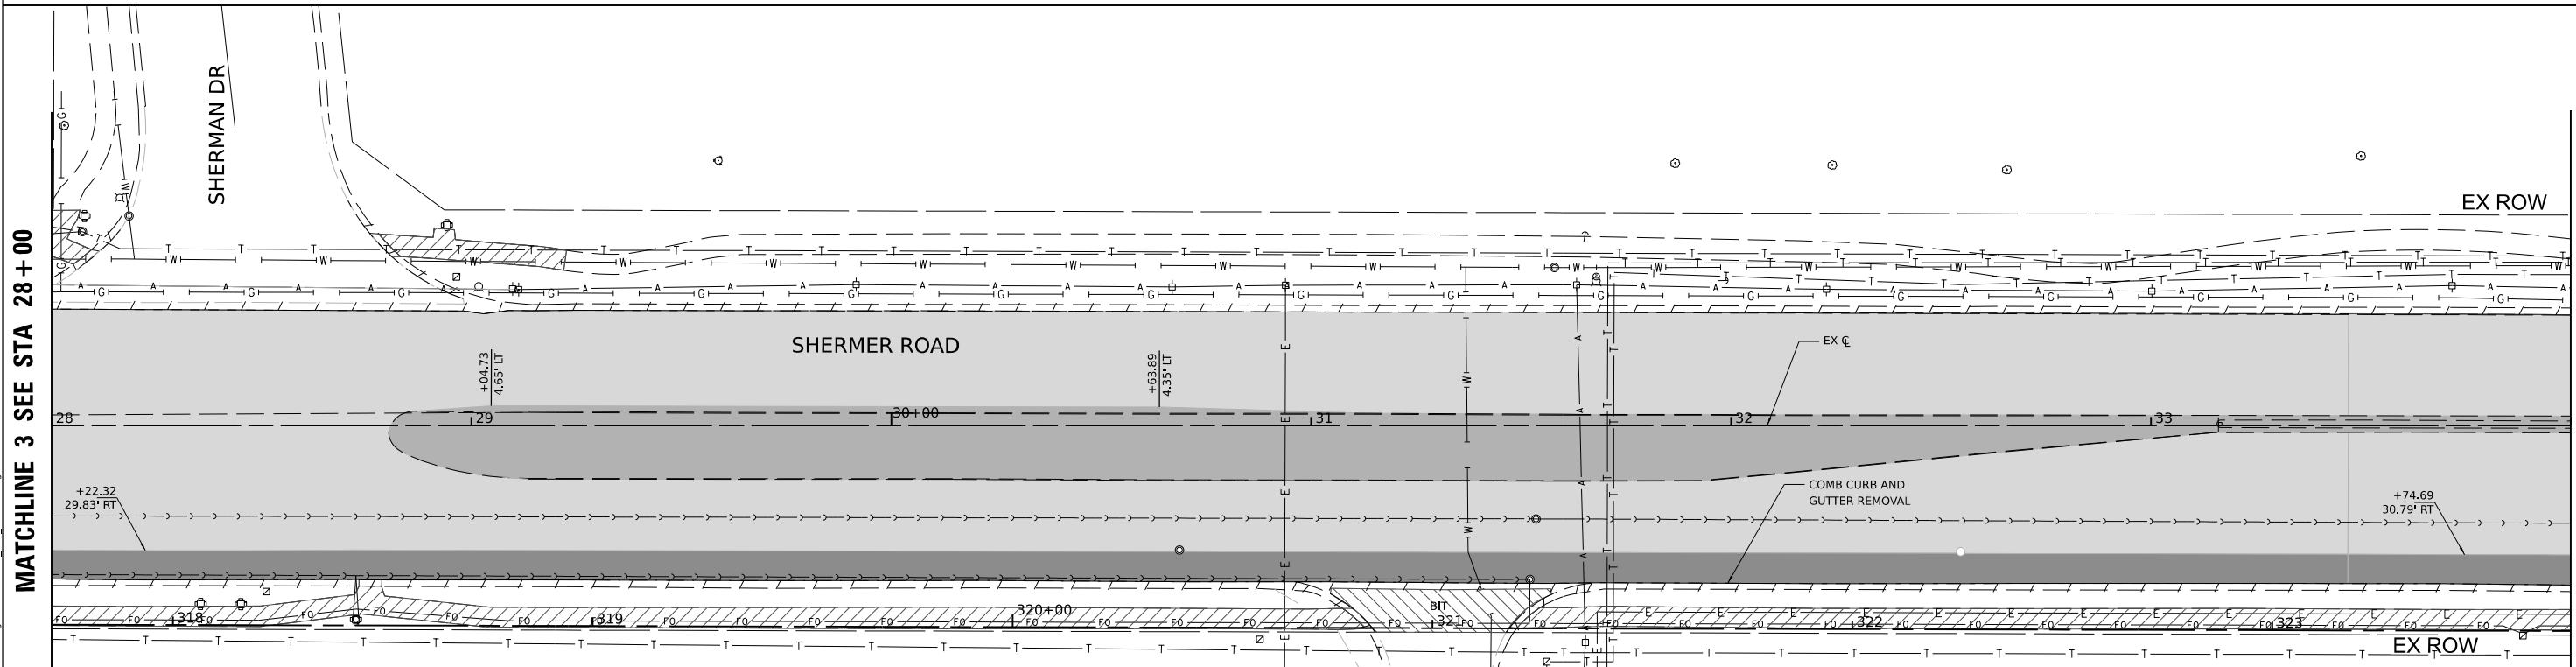 MATCHLINE 3 SEE STA 28+00
SHERMAN DR
EX ROW
SHERMER ROAD
EX ℄
+04.73
4.65' LT
+63.89
4.35' LT
28
29
30+00
31
32
33
+22.32
29.83' RT
COMB CURB AND
GUTTER REMOVAL
+74.69
30.79' RT
318
319
320+00
BIT
321
322
323
EX ROW